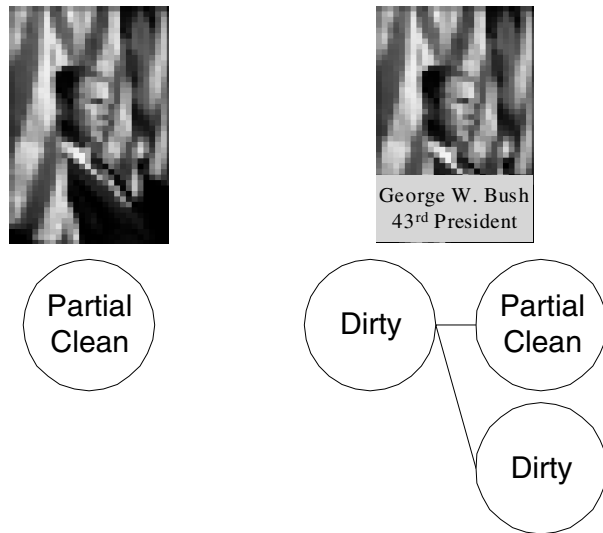 George W. Bush
43rd President
Partial
Clean
Dirty
Partial
Clean
Dirty